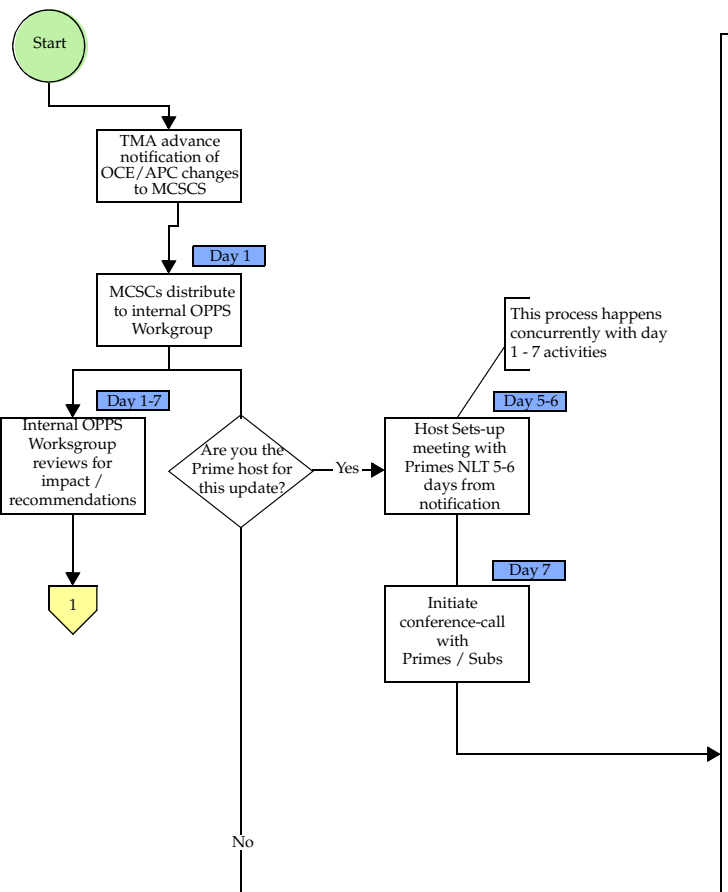 Start
TMA advance
notification of
OCE/APC changes
to MCSCS
Day 1
MCSCs distribute
to internal OPPS
Workgroup
This process happens
concurrently with day
1 - 7 activities
Day 1-7
Day 5-6
Internal OPPS
Worksgroup
reviews for
impact /
recommendations
Are you the
Prime host for
this update?
Yes
Host Sets-up
meeting with
Primes NLT 5-6
days from
notification
Day 7
1
Initiate
conference-call
with
Primes / Subs
No